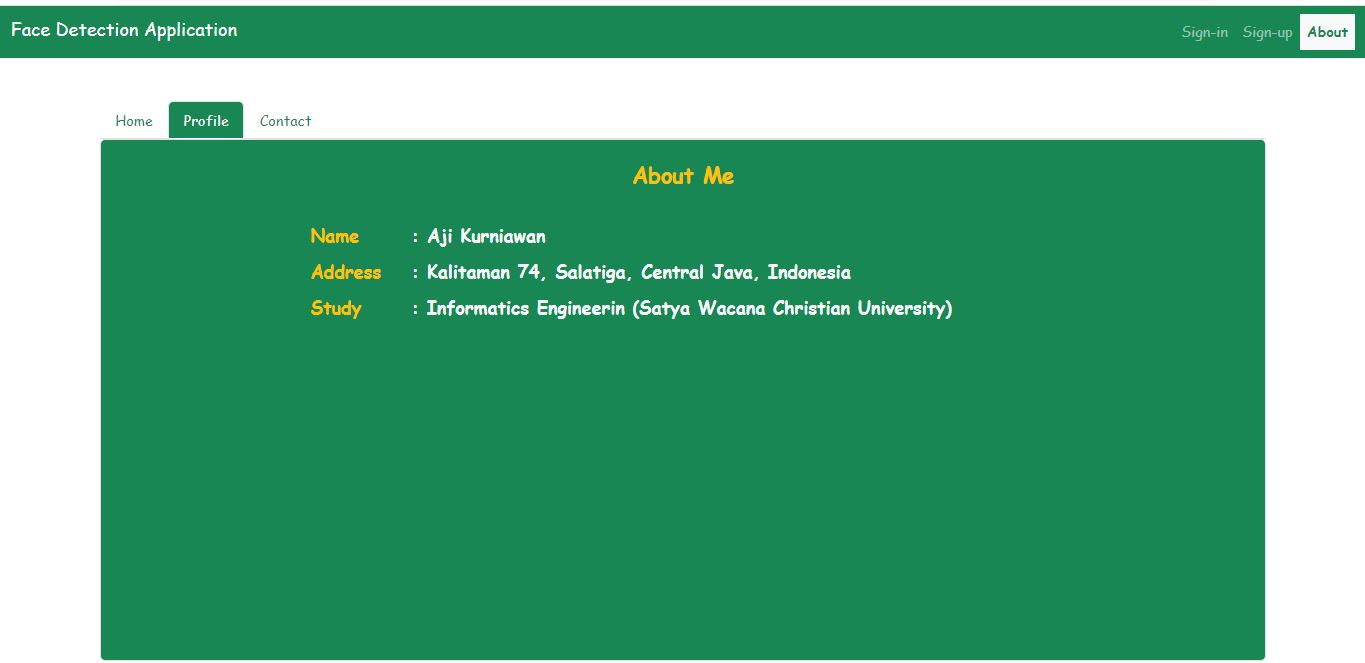 Face Detection Application
Sign-in Sign-up About
Home Profile Contact
About Me
Name : Aji Kurniawan
Address : Kalitaman 74, Salatiga, Central Java, Indonesia
Study : Informatics Engineerin (Satya Wacana Christian University)